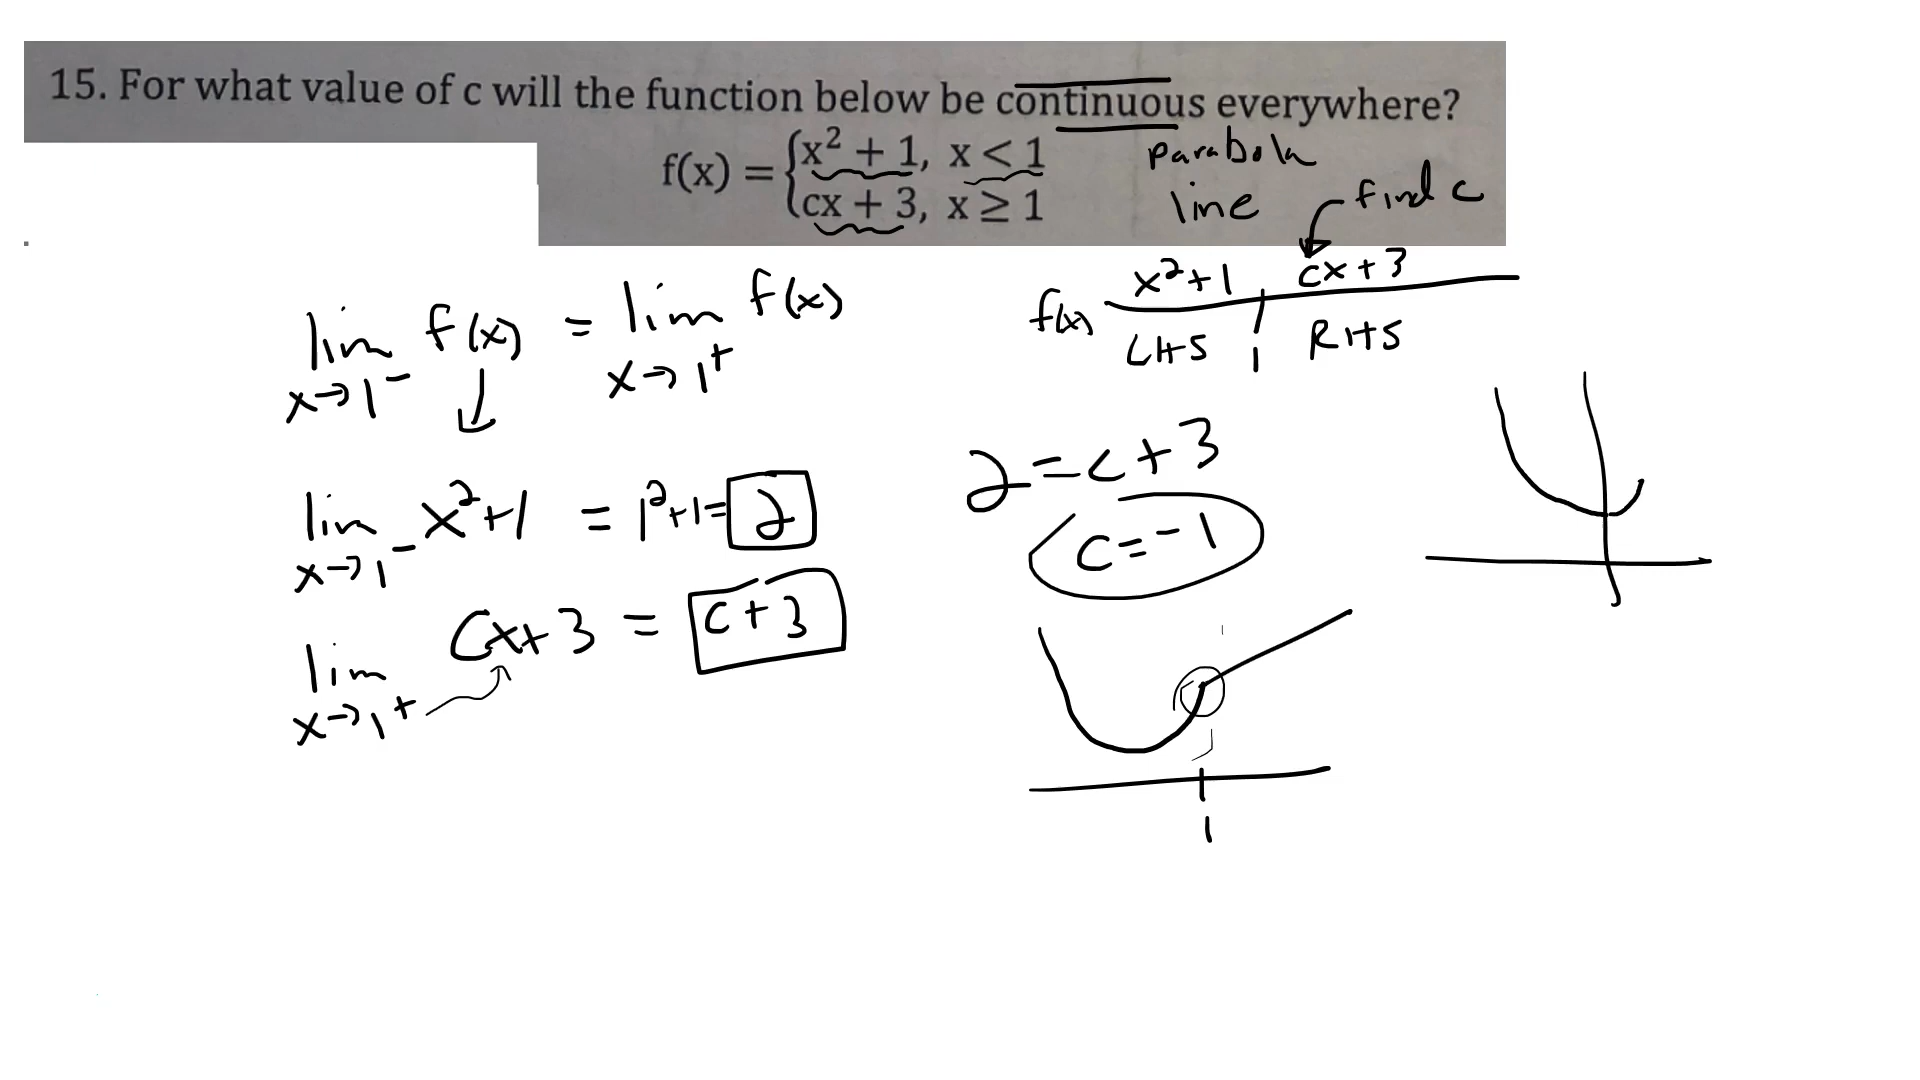 15. For what value of c will the function below be continuous everywhere?
f(x) = {x² + 1, x < 1
cx + 3, x ≥ 1
parabola
line
find c
x²+1 cx+3
f(x)
LHS 1 RHS
lim f(x) = lim f(x)
x→1⁻ x→1⁺
lim x²+1 = 1²+1= 2
x→1⁻
lim cx+3 = c+3
x→1⁺
2=c+3
c=-1
1